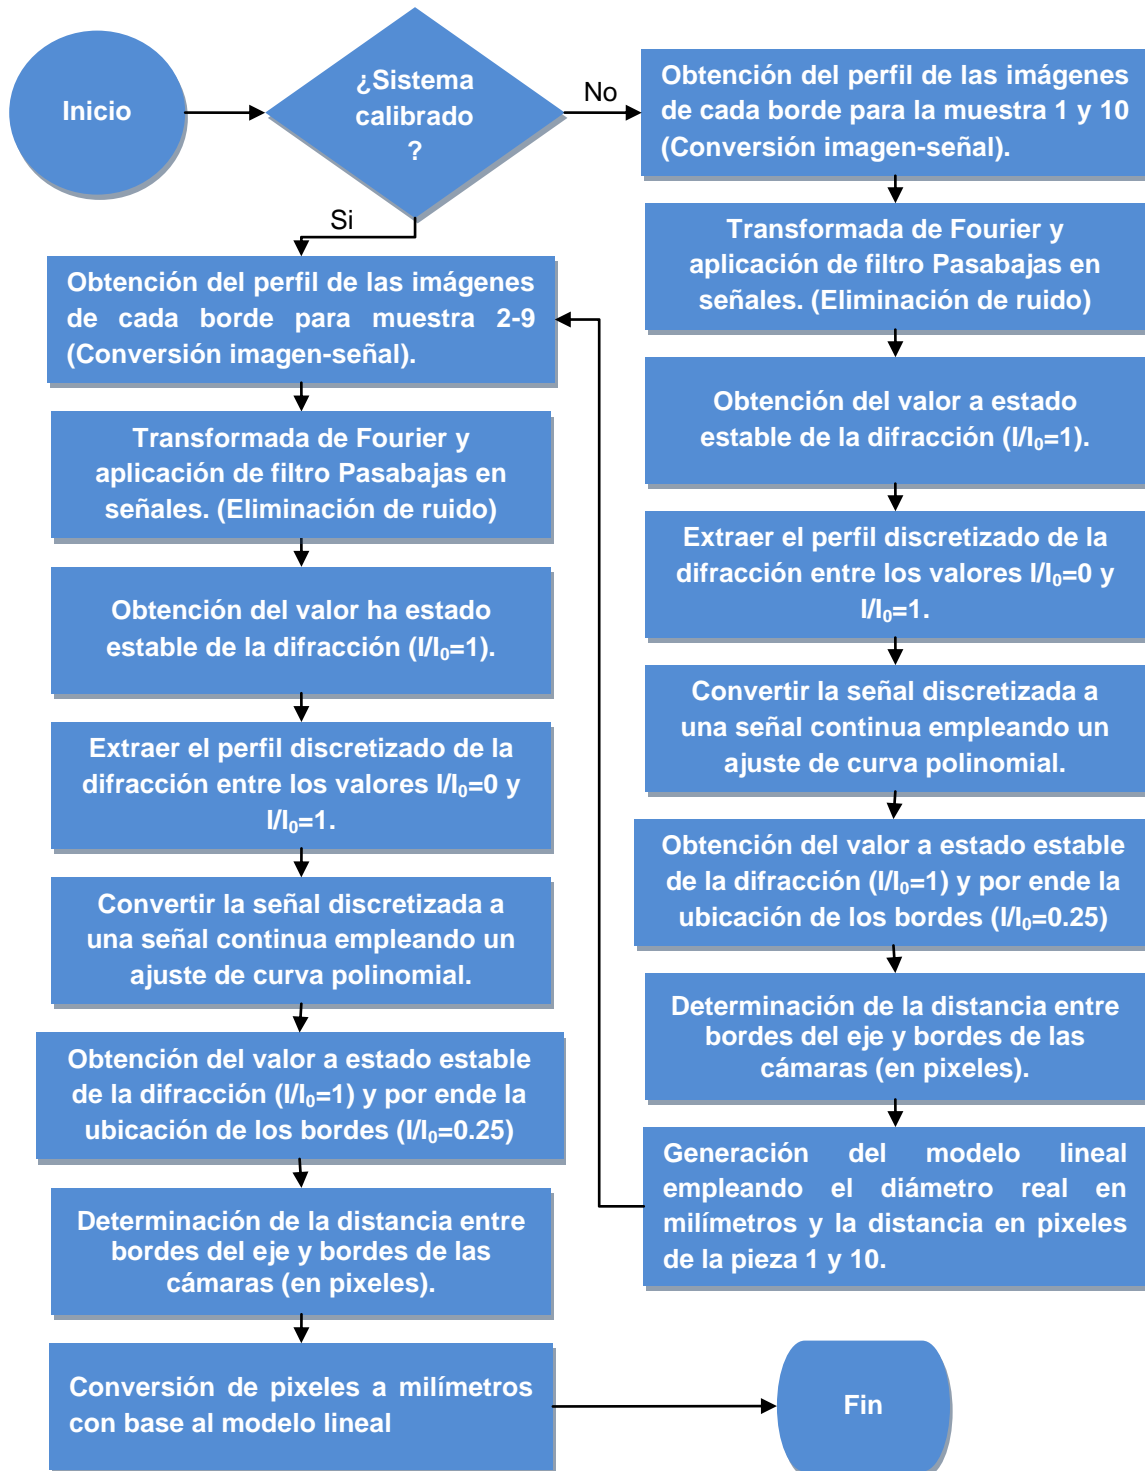 Inicio
¿Sistema
calibrado
?
No
Si
Obtención del perfil de las imágenes
de cada borde para la muestra 1 y 10
(Conversión imagen-señal).
Transformada de Fourier y
aplicación de filtro Pasabajas en
señales. (Eliminación de ruido)
Obtención del valor a estado
estable de la difracción (I/I₀=1).
Extraer el perfil discretizado de la
difracción entre los valores I/I₀=0 y
I/I₀=1.
Convertir la señal discretizada a
una señal continua empleando un
ajuste de curva polinomial.
Obtención del valor a estado estable
de la difracción (I/I₀=1) y por ende la
ubicación de los bordes (I/I₀=0.25)
Determinación de la distancia entre
bordes del eje y bordes de las
cámaras (en pixeles).
Generación del modelo lineal
empleando el diámetro real en
milímetros y la distancia en pixeles
de la pieza 1 y 10.
Obtención del perfil de las imágenes
de cada borde para muestra 2-9
(Conversión imagen-señal).
Transformada de Fourier y
aplicación de filtro Pasabajas en
señales. (Eliminación de ruido)
Obtención del valor ha estado
estable de la difracción (I/I₀=1).
Extraer el perfil discretizado de la
difracción entre los valores I/I₀=0 y
I/I₀=1.
Convertir la señal discretizada a
una señal continua empleando un
ajuste de curva polinomial.
Obtención del valor a estado estable
de la difracción (I/I₀=1) y por ende la
ubicación de los bordes (I/I₀=0.25)
Determinación de la distancia entre
bordes del eje y bordes de las
cámaras (en pixeles).
Conversión de pixeles a milímetros
con base al modelo lineal
Fin